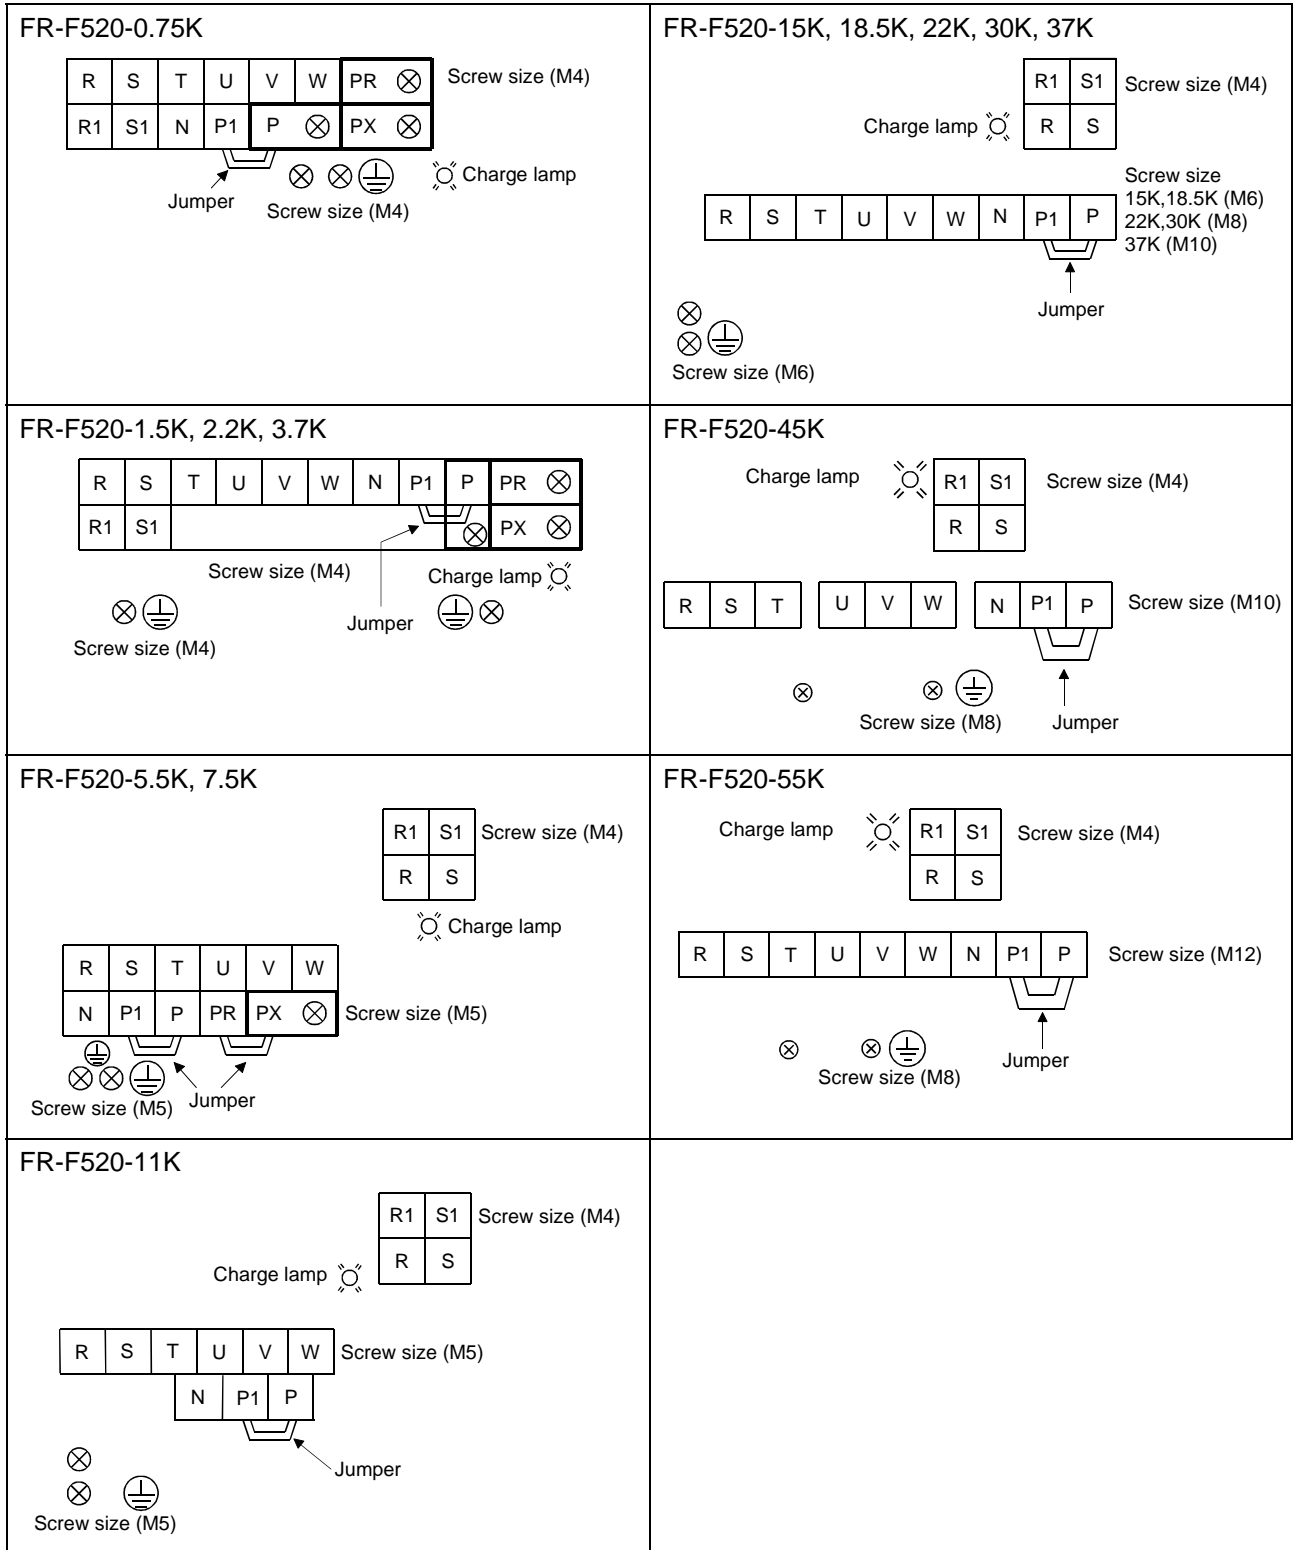 FR-F520-0.75K
R S T U V W PR
Screw size (M4)
R1 S1 N P1 P PX
Jumper
Charge lamp
Screw size (M4)
FR-F520-15K, 18.5K, 22K, 30K, 37K
R1 S1
Screw size (M4)
Charge lamp
R S
Screw size
15K,18.5K (M6)
22K,30K (M8)
37K (M10)
R S T U V W N P1 P
Jumper
Screw size (M6)
FR-F520-1.5K, 2.2K, 3.7K
R S T U V W N P1 P PR
R1 S1 PX
Screw size (M4)
Charge lamp
Jumper
Screw size (M4)
FR-F520-45K
Charge lamp
R1 S1
Screw size (M4)
R S
R S T U V W N P1 P
Screw size (M10)
Screw size (M8)
Jumper
FR-F520-5.5K, 7.5K
R1 S1
Screw size (M4)
R S
Charge lamp
R S T U V W
N P1 P PR PX
Screw size (M5)
Screw size (M5)
Jumper
FR-F520-55K
Charge lamp
R1 S1
Screw size (M4)
R S
R S T U V W N P1 P
Screw size (M12)
Screw size (M8)
Jumper
FR-F520-11K
R1 S1
Screw size (M4)
Charge lamp
R S
R S T U V W
Screw size (M5)
N P1 P
Jumper
Screw size (M5)